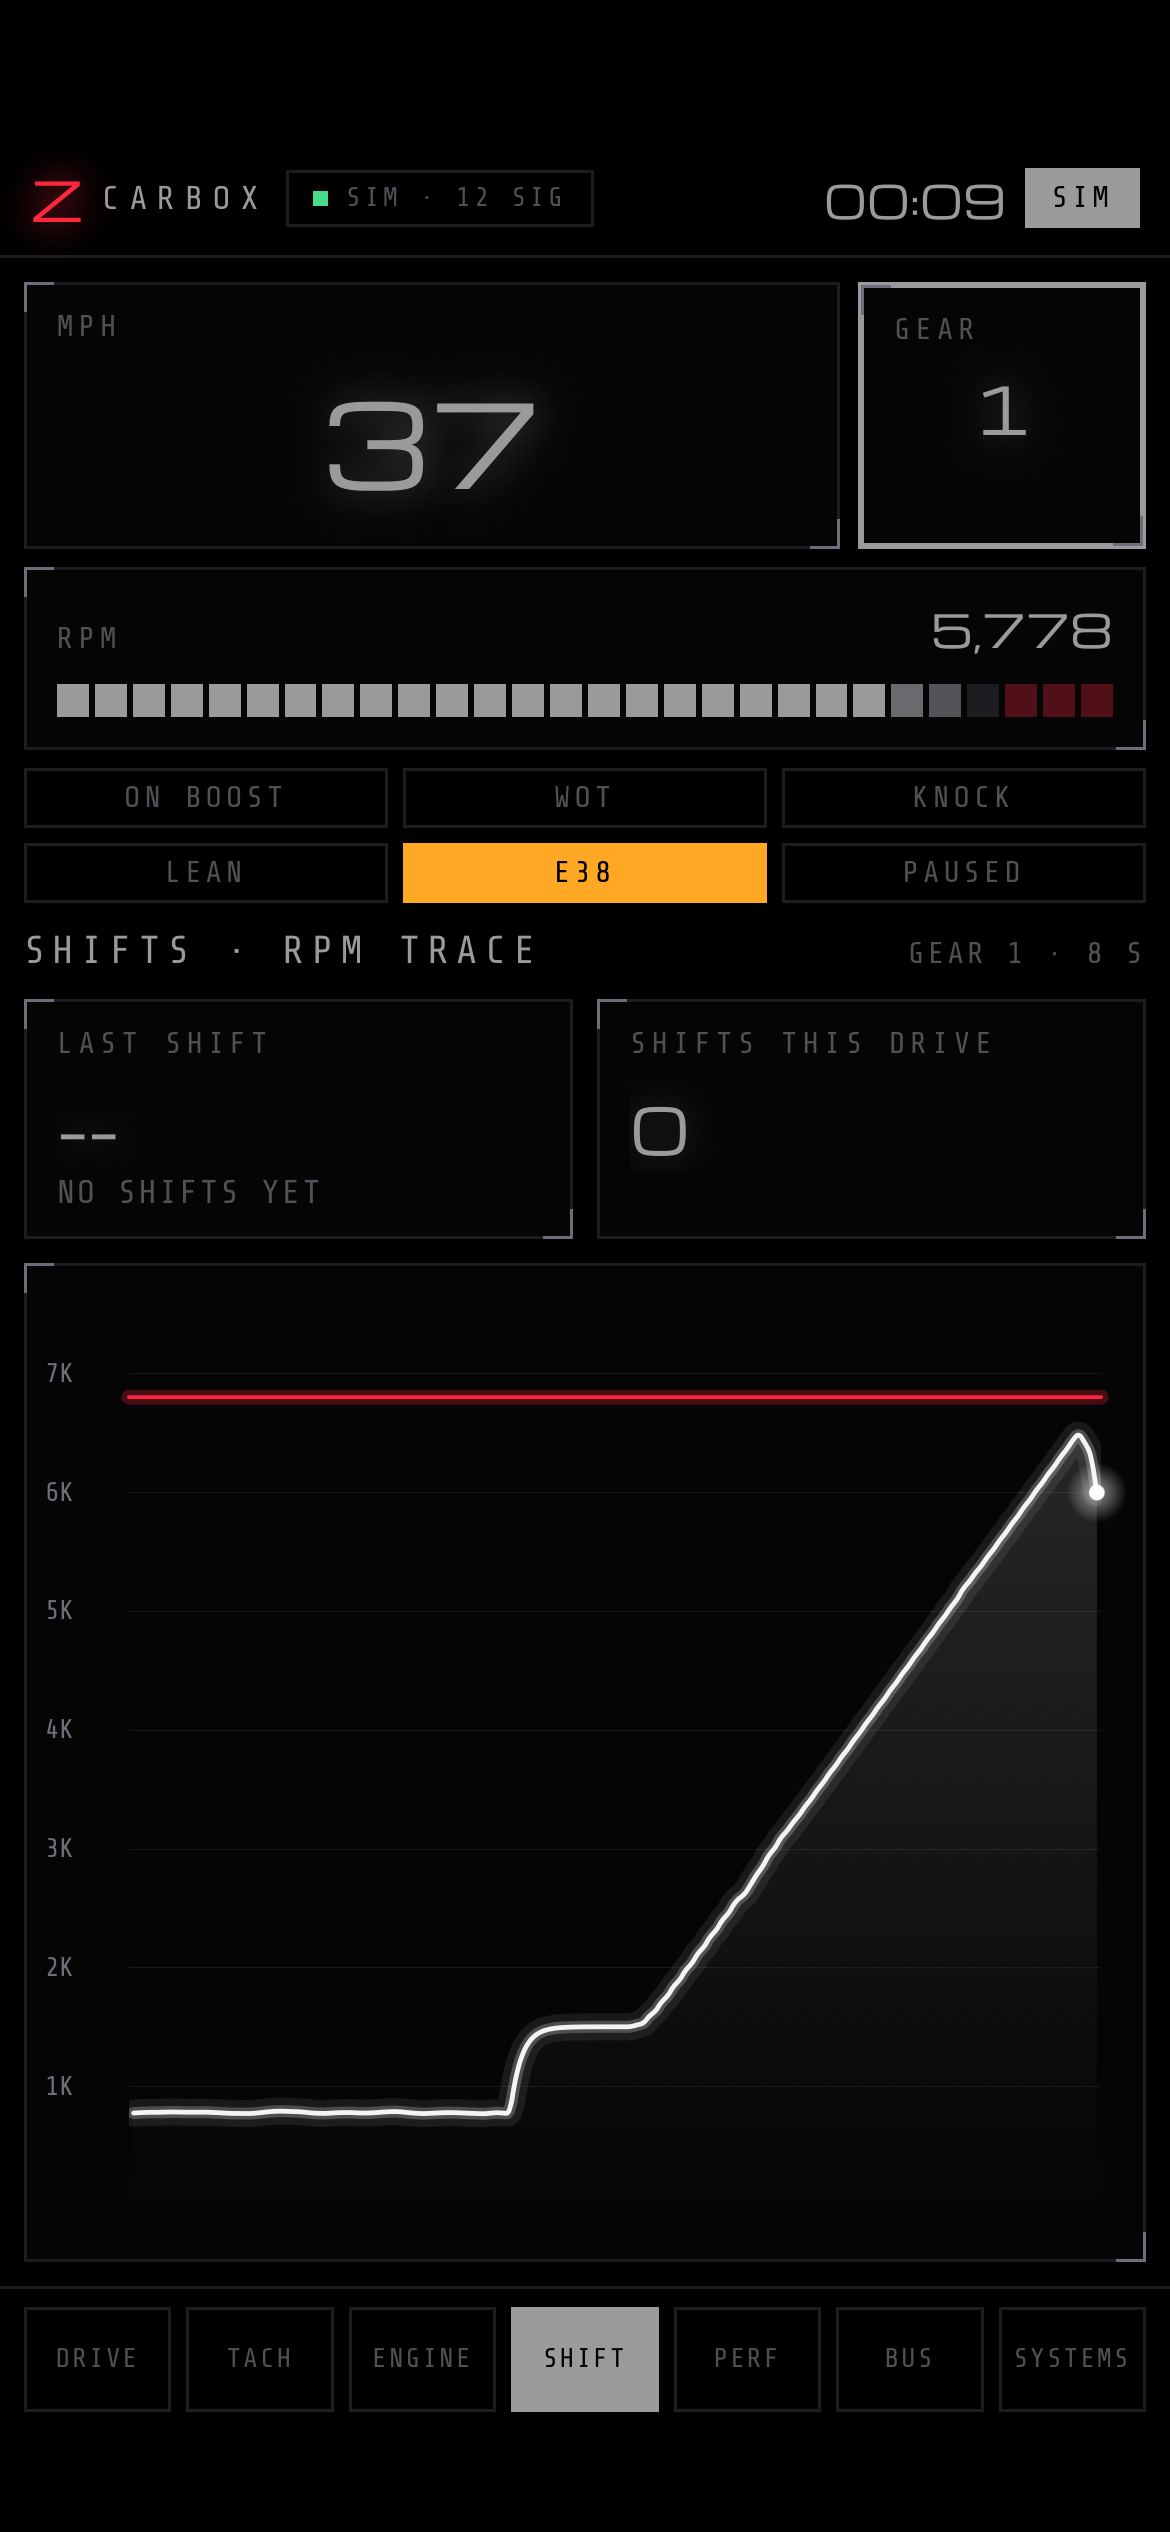 Z CARBOX SIM · 12 SIG 00:09 SIM
MPH
37
GEAR
1
RPM 5,778
ON BOOST WOT KNOCK
LEAN E38 PAUSED
SHIFTS · RPM TRACE GEAR 1 · 8 S
LAST SHIFT
--
NO SHIFTS YET
SHIFTS THIS DRIVE
0
7K
6K
5K
4K
3K
2K
1K
DRIVE TACH ENGINE SHIFT PERF BUS SYSTEMS